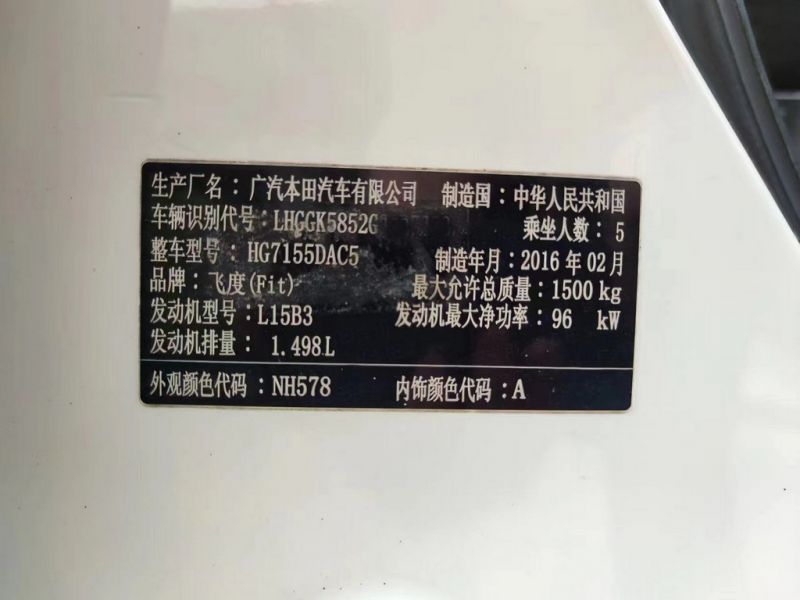 生产厂名：广汽本田汽车有限公司 制造国：中华人民共和国
车辆识别代号：LHGGK5852G 乘坐人数：5
整车型号：HG7155DAC5 制造年月：2016 年 02 月
品牌：飞度(Fit) 最大允许总质量：1500 kg
发动机型号：L15B3 发动机最大净功率：96 kW
发动机排量：1.498L
外观颜色代码：NH578 内饰颜色代码：A